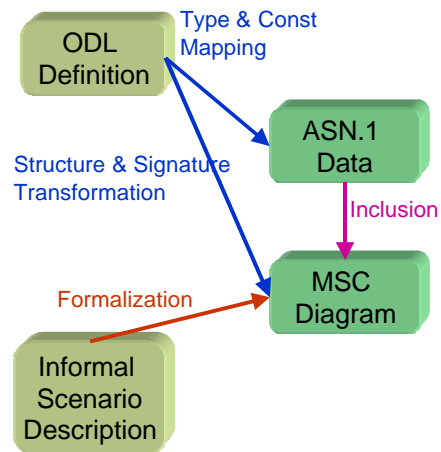 ODL
Definition
Type & Const
Mapping
ASN.1
Data
Structure & Signature
Transformation
Inclusion
MSC
Diagram
Formalization
Informal
Scenario
Description